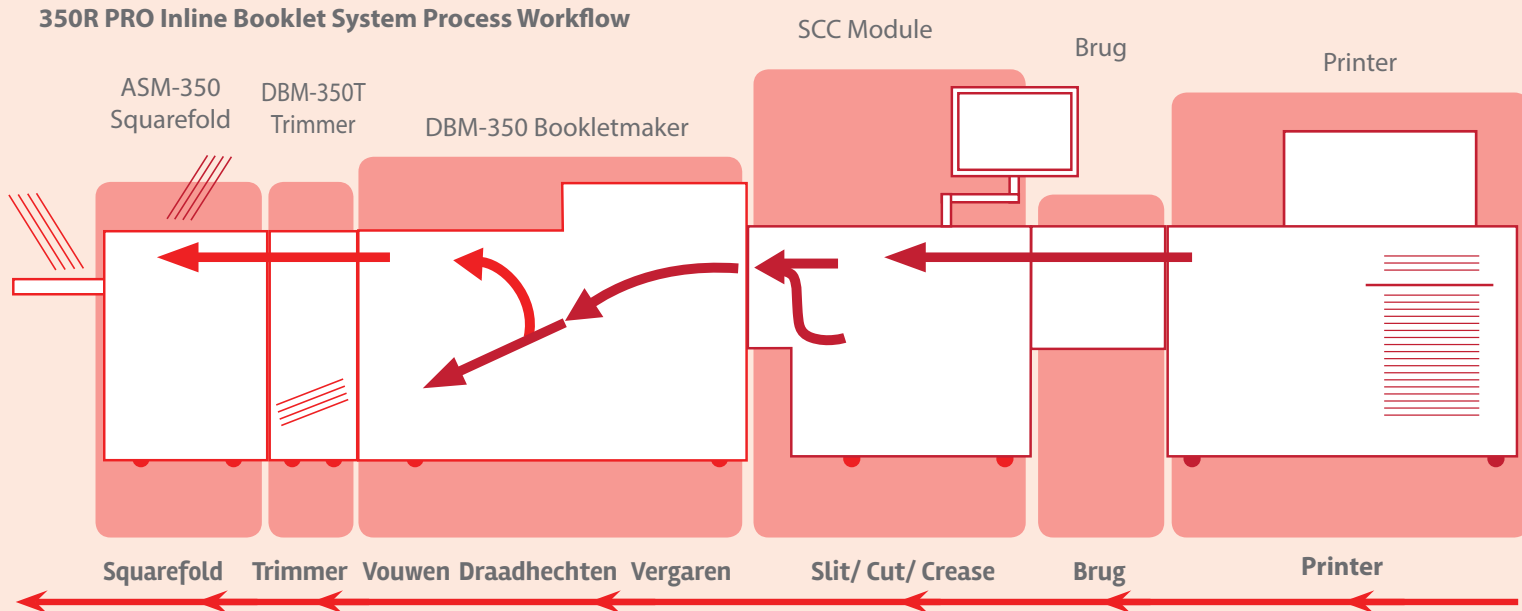 350R PRO Inline Booklet System Process Workflow
SCC Module
Brug
Printer
ASM-350
Squarefold
DBM-350T
Trimmer
DBM-350 Bookletmaker
Squarefold
Trimmer
Vouwen
Draadhechten
Vergaren
Slit/ Cut/ Crease
Brug
Printer